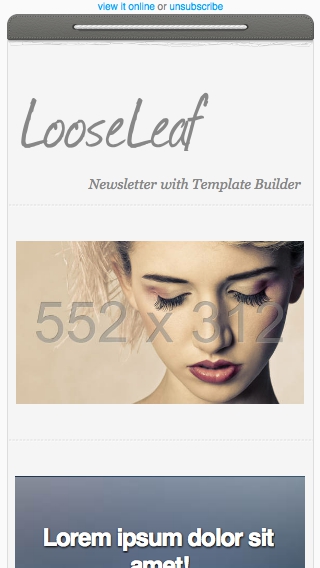 view it online or unsubscribe
LooseLeaf
Newsletter with Template Builder
552 x 312
Lorem ipsum dolor sit
amet!